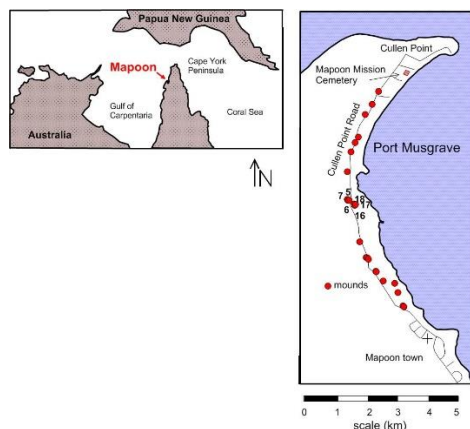 Papua New Guinea
Mapoon
Cape York
Peninsula
Gulf of
Carpentaria
Coral Sea
Australia
N
Cullen Point
Mapoon Mission
Cemetery
Cullen Point Road
Port Musgrave
5
7 18
17
6
16
mounds
Mapoon town
0 1 2 3 4 5
scale (km)